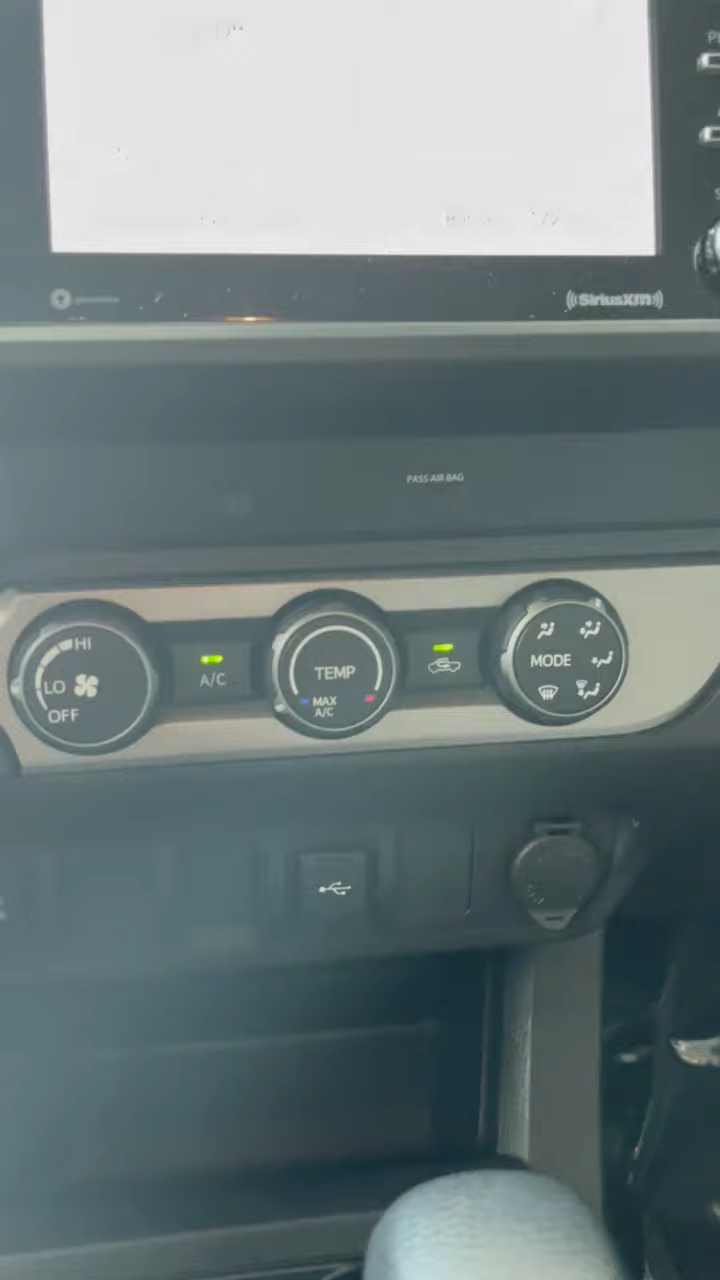 SiriusXM
PASS AIR BAG
HI
LO
OFF
A/C
TEMP
MAX
A/C
MODE